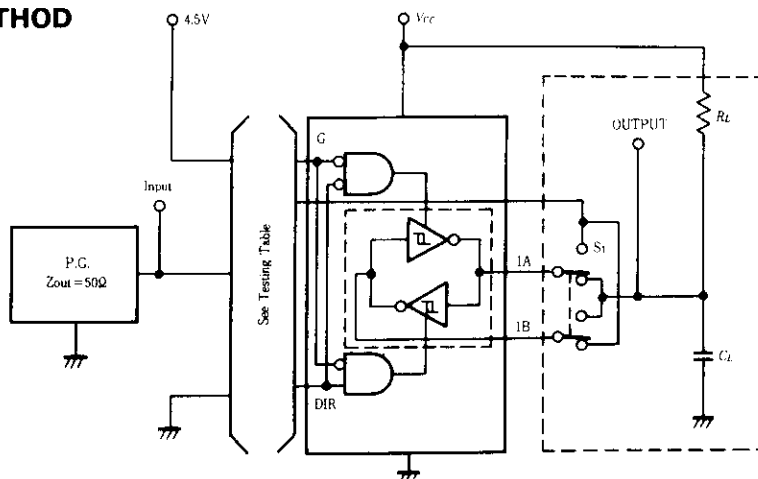 THOD
4.5V
Vcc
G
OUTPUT
RL
Input
P.G.
Zout = 50Ω
See Testing Table
S1
1A
1B
CL
DIR